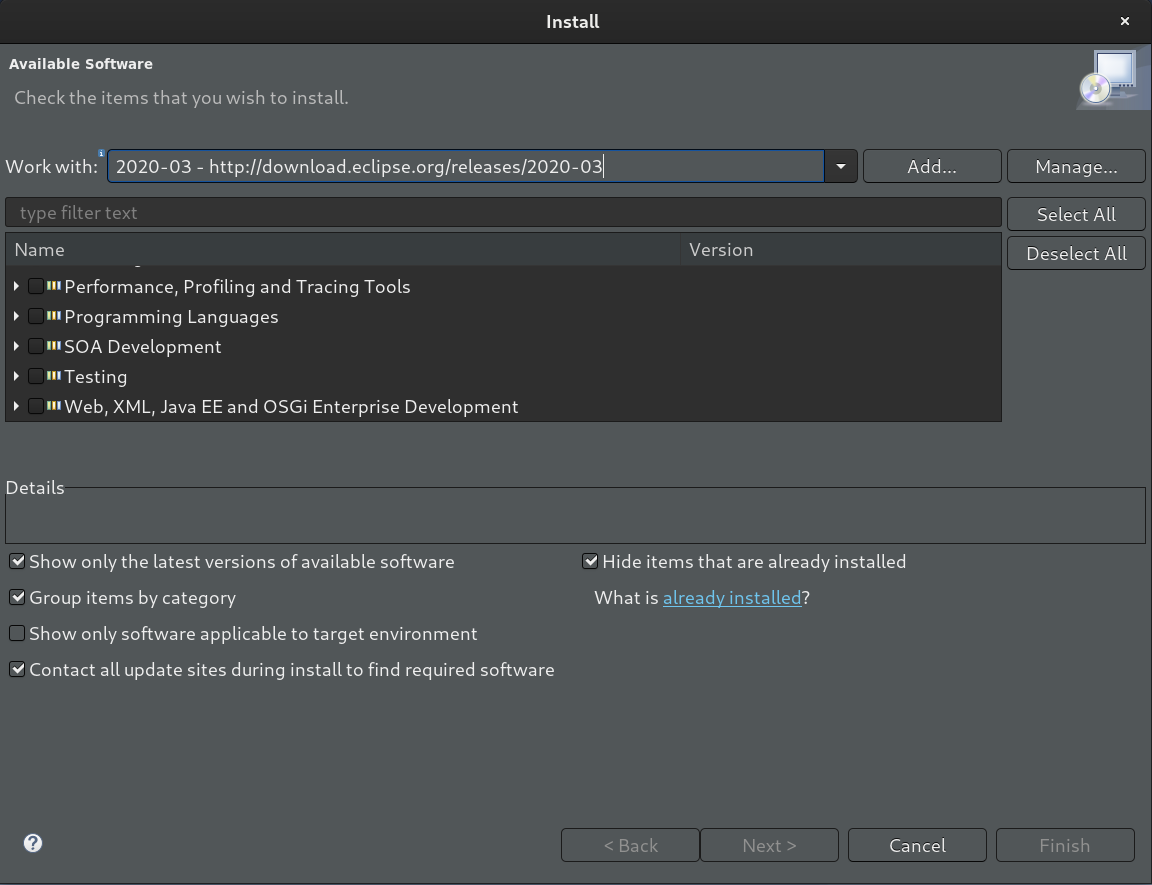 Install
Available Software
Check the items that you wish to install.
Work with: 2020-03 - http://download.eclipse.org/releases/2020-03 Add... Manage...
type filter text Select All
Name Version Deselect All
Performance, Profiling and Tracing Tools
Programming Languages
SOA Development
Testing
Web, XML, Java EE and OSGi Enterprise Development
Details
Show only the latest versions of available software Hide items that are already installed
Group items by category What is already installed?
Show only software applicable to target environment
Contact all update sites during install to find required software
< Back Next > Cancel Finish